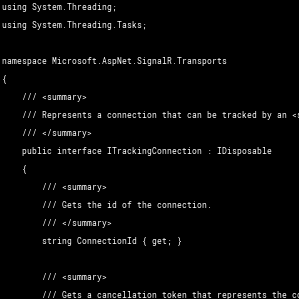 using System.Threading;
using System.Threading.Tasks;
namespace Microsoft.AspNet.SignalR.Transports
{
/// <summary>
/// Represents a connection that can be tracked by an <
/// </summary>
public interface ITrackingConnection : IDisposable
{
/// <summary>
/// Gets the id of the connection.
/// </summary>
string ConnectionId { get; }
/// <summary>
/// Gets a cancellation token that represents the